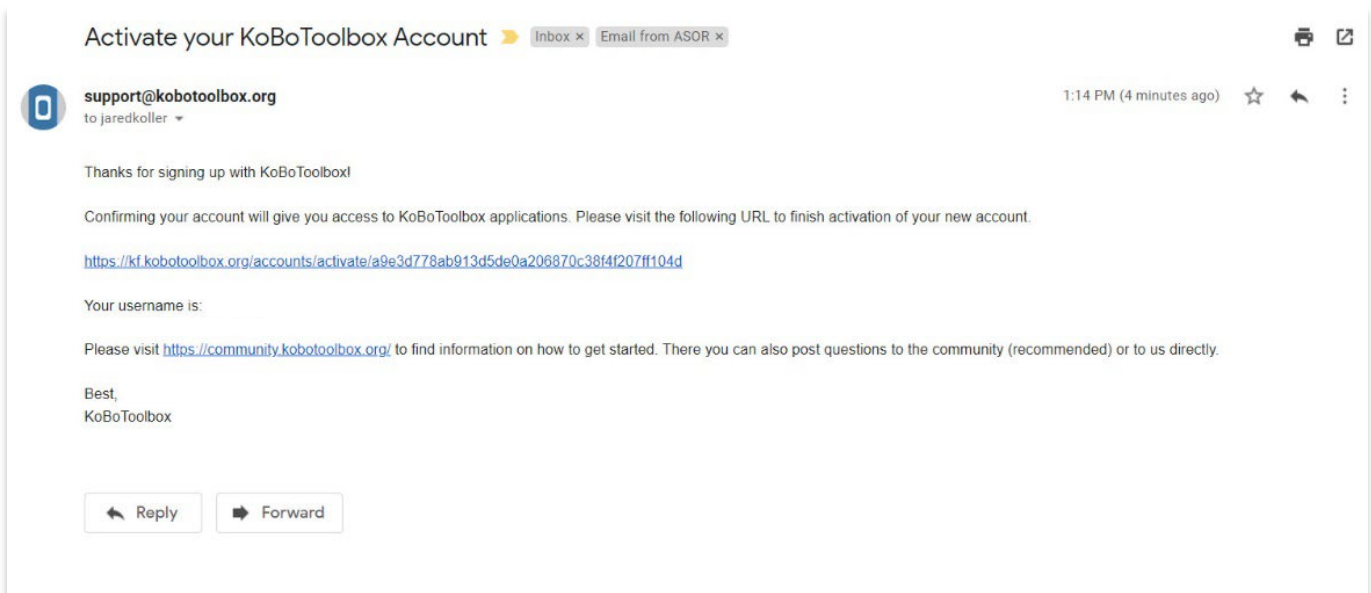 Activate your KoBoToolbox Account Inbox × Email from ASOR ×
support@kobotoolbox.org 1:14 PM (4 minutes ago)
to jaredkoller
Thanks for signing up with KoBoToolbox!
Confirming your account will give you access to KoBoToolbox applications. Please visit the following URL to finish activation of your new account.
https://kf.kobotoolbox.org/accounts/activate/a9e3d778ab913d5de0a206870c38f4f207ff104d
Your username is:
Please visit https://community.kobotoolbox.org/ to find information on how to get started. There you can also post questions to the community (recommended) or to us directly.
Best,
KoBoToolbox
Reply Forward